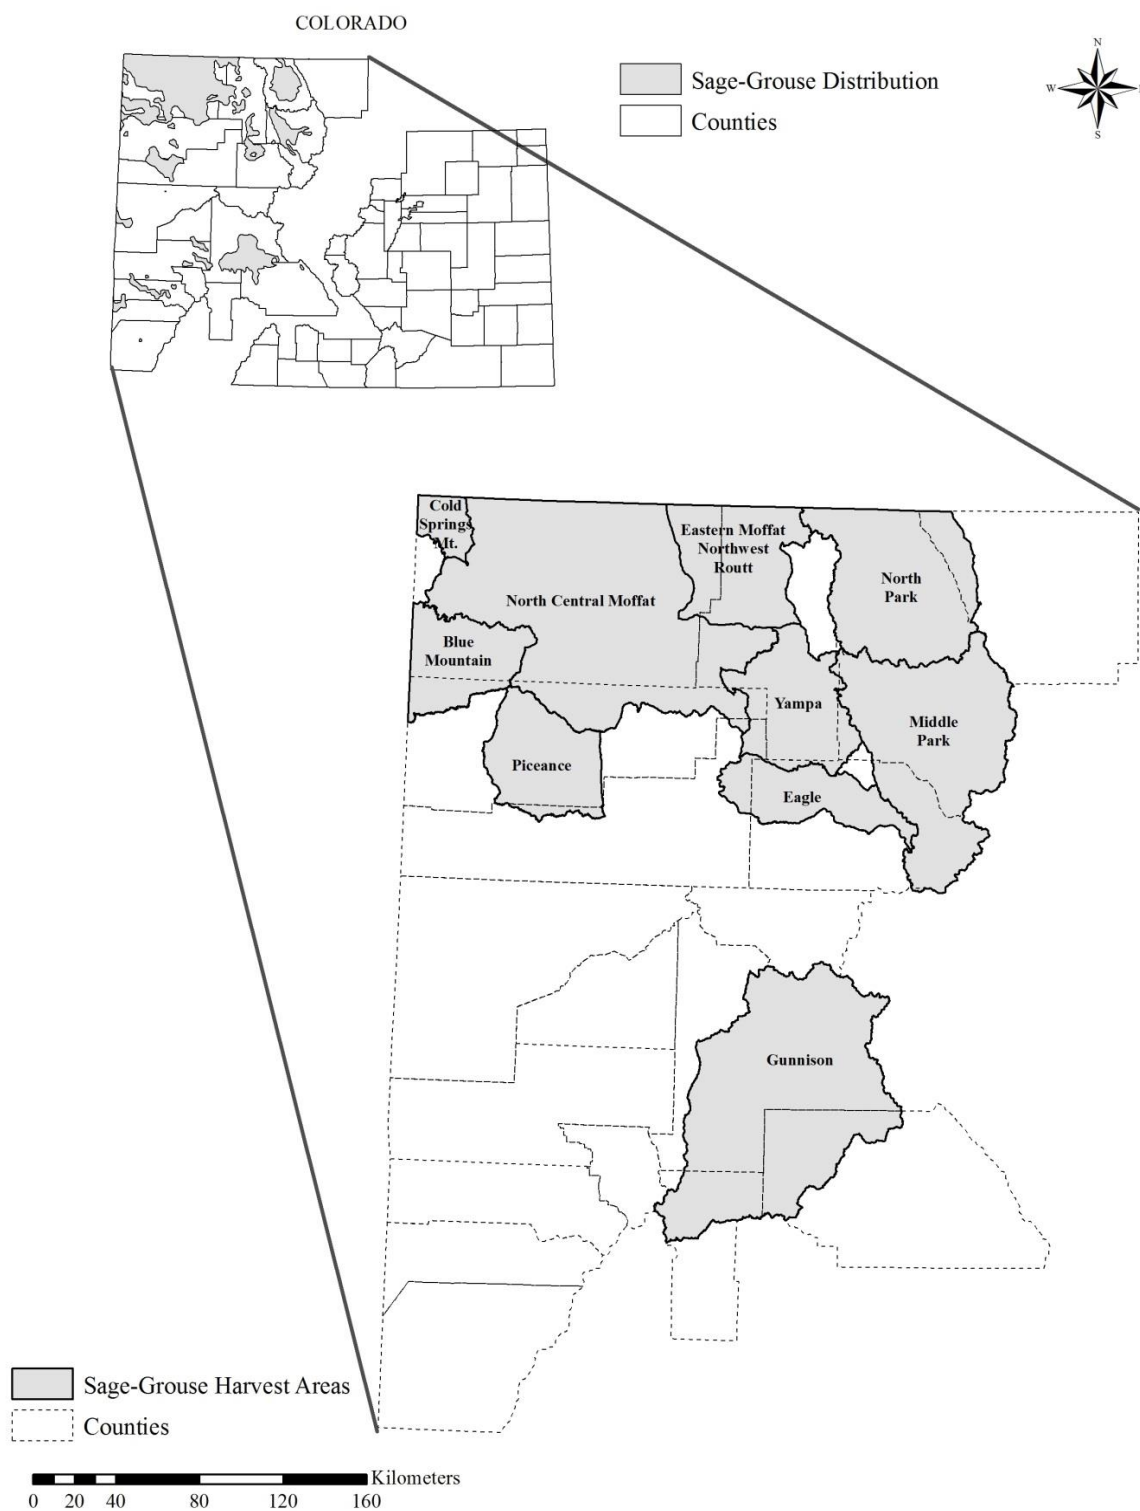 COLORADO
N
W
S
Sage-Grouse Distribution
Counties
Cold
Springs
Mt.
Eastern Moffat
Northwest
Routt
North
Park
North Central Moffat
Blue
Mountain
Yampa
Middle
Park
Piceance
Eagle
Gunnison
Sage-Grouse Harvest Areas
Counties
Kilometers
0 20 40 80 120 160